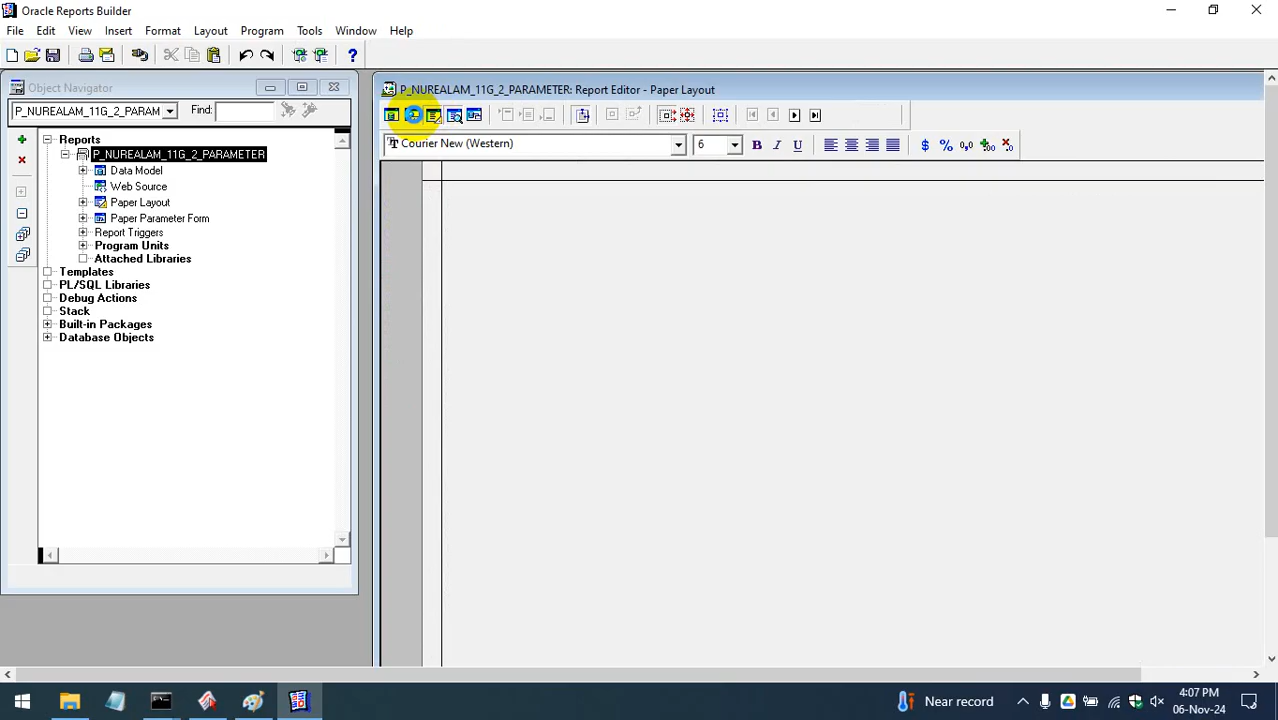 Oracle Reports Builder
File Edit View Insert Format Layout Program Tools Window Help
Object Navigator
P_NUREALAM_11G_2_PARAM Find:
Reports
P_NUREALAM_11G_2_PARAMETER
Data Model
Web Source
Paper Layout
Paper Parameter Form
Report Triggers
Program Units
Attached Libraries
Templates
PL/SQL Libraries
Debug Actions
Stack
Built-in Packages
Database Objects
P_NUREALAM_11G_2_PARAMETER: Report Editor - Paper Layout
Courier New (Western) 6 B I U $ %
Near record
4:07 PM
06-Nov-24